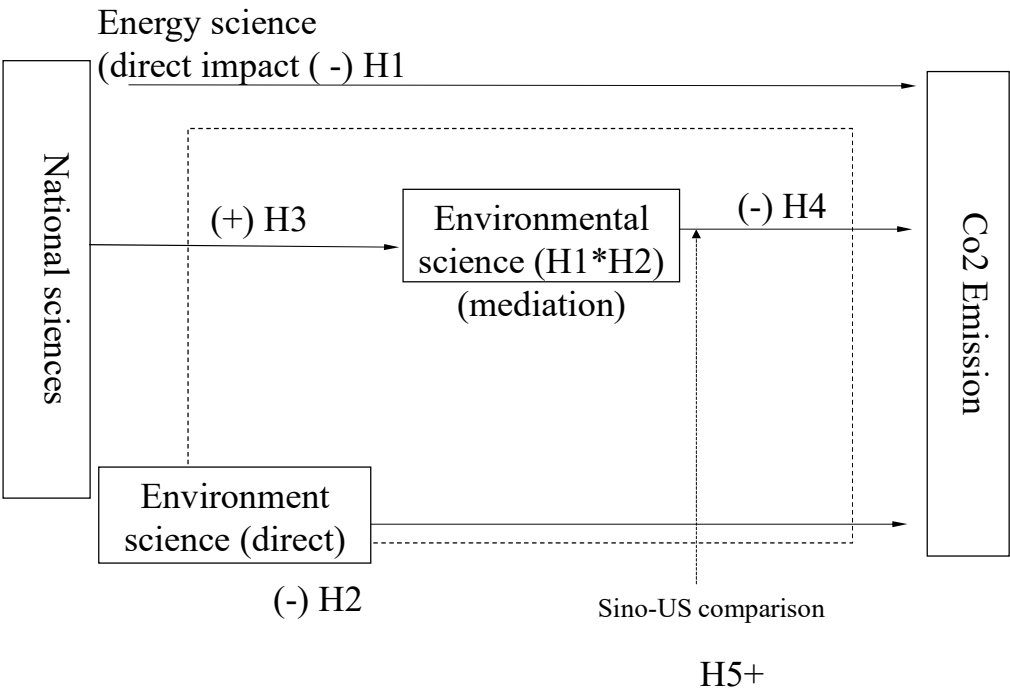 Energy science
(direct impact ( -) H1
National sciences
(+) H3
Environmental
science (H1*H2)
(mediation)
(-) H4
Co2 Emission
Environment
science (direct)
(-) H2
Sino-US comparison
H5+